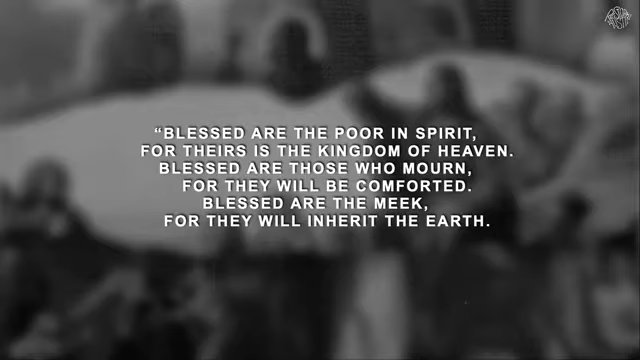 “BLESSED ARE THE POOR IN SPIRIT,
FOR THEIRS IS THE KINGDOM OF HEAVEN.
BLESSED ARE THOSE WHO MOURN,
FOR THEY WILL BE COMFORTED.
BLESSED ARE THE MEEK,
FOR THEY WILL INHERIT THE EARTH.